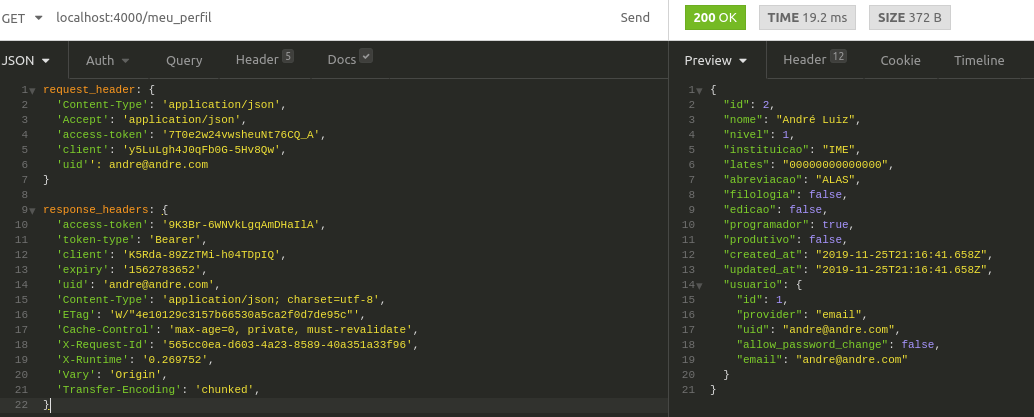 GET localhost:4000/meu_perfil Send 200 OK TIME 19.2 ms SIZE 372 B
JSON Auth Query Header 5 Docs
1 request_header: {
2 'Content-Type': 'application/json',
3 'Accept': 'application/json',
4 'access-token': '7T0e2w24vwsheuNt76CQ_A',
5 'client': 'y5LuLgh4J0qFb0G-5Hv8Qw',
6 'uid'': andre@andre.com
7 }
8
9 response_headers: {
10 'access-token': '9K3Br-6WNVkLgqAmDHaIlA',
11 'token-type': 'Bearer',
12 'client': 'K5Rda-89ZzTMi-h04TDpIQ',
13 'expiry': '1562783652',
14 'uid': 'andre@andre.com',
15 'Content-Type': 'application/json; charset=utf-8',
16 'ETag': 'W/"4e10129c3157b66530a5ca2f0d7de95c"',
17 'Cache-Control': 'max-age=0, private, must-revalidate',
18 'X-Request-Id': '565cc0ea-d603-4a23-8589-40a351a33f96',
19 'X-Runtime': '0.269752',
20 'Vary': 'Origin',
21 'Transfer-Encoding': 'chunked',
22 }
Preview Header 12 Cookie Timeline
1 {
2 "id": 2,
3 "nome": "André Luiz",
4 "nivel": 1,
5 "instituicao": "IME",
6 "lates": "00000000000000",
7 "abreviacao": "ALAS",
8 "filologia": false,
9 "edicao": false,
10 "programador": true,
11 "produtivo": false,
12 "created_at": "2019-11-25T21:16:41.658Z",
13 "updated_at": "2019-11-25T21:16:41.658Z",
14 "usuario": {
15 "id": 1,
16 "provider": "email",
17 "uid": "andre@andre.com",
18 "allow_password_change": false,
19 "email": "andre@andre.com"
20 }
21 }